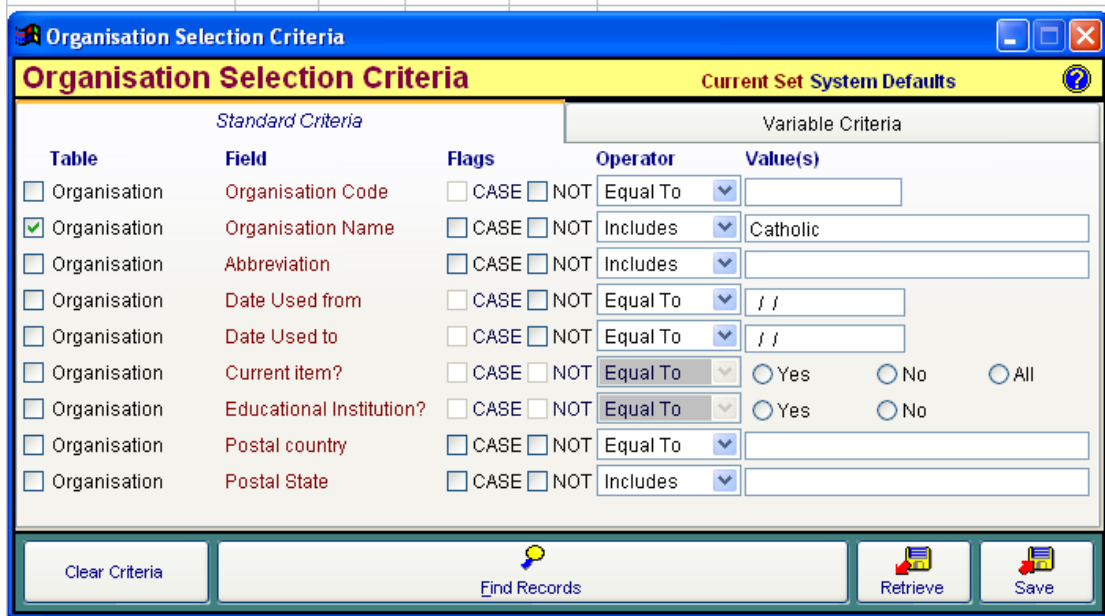 Organisation Selection Criteria
Organisation Selection Criteria Current Set System Defaults ?
Standard Criteria Variable Criteria
Table Field Flags Operator Value(s)
Organisation Organisation Code CASE NOT Equal To
Organisation Organisation Name CASE NOT Includes Catholic
Organisation Abbreviation CASE NOT Includes
Organisation Date Used from CASE NOT Equal To / /
Organisation Date Used to CASE NOT Equal To / /
Organisation Current item? CASE NOT Equal To Yes No All
Organisation Educational Institution? CASE NOT Equal To Yes No
Organisation Postal country CASE NOT Equal To
Organisation Postal State CASE NOT Includes
Clear Criteria Find Records Retrieve Save